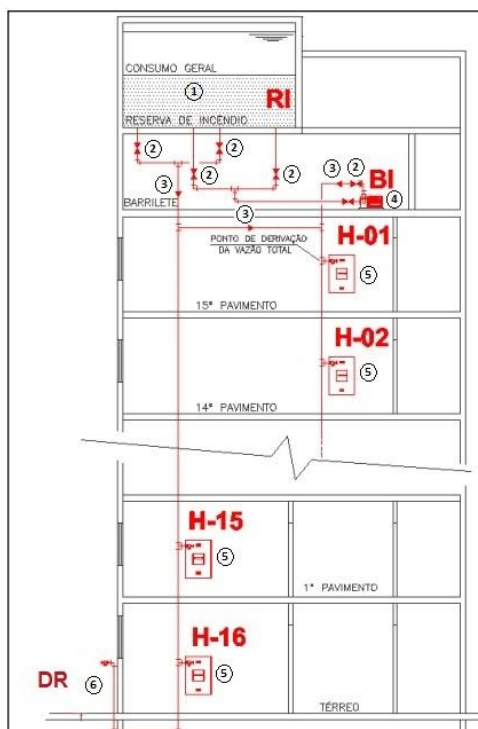 CONSUMO GERAL
1
RI
RESERVA DE INCÊNDIO
2
2
3
2
BI
2
2
4
3
BARRILETE
3
PONTO DE DERIVAÇÃO
DA VAZÃO TOTAL
H-01
5
15º PAVIMENTO
H-02
5
14º PAVIMENTO
H-15
5
1º PAVIMENTO
H-16
5
DR
6
TÉRREO